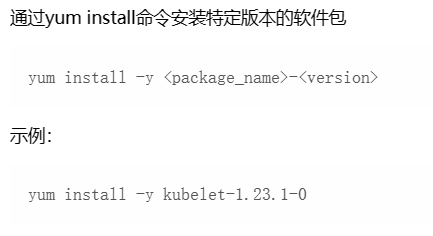 通过yum install命令安装特定版本的软件包
yum install -y <package_name>-<version>
示例：
yum install -y kubelet-1.23.1-0